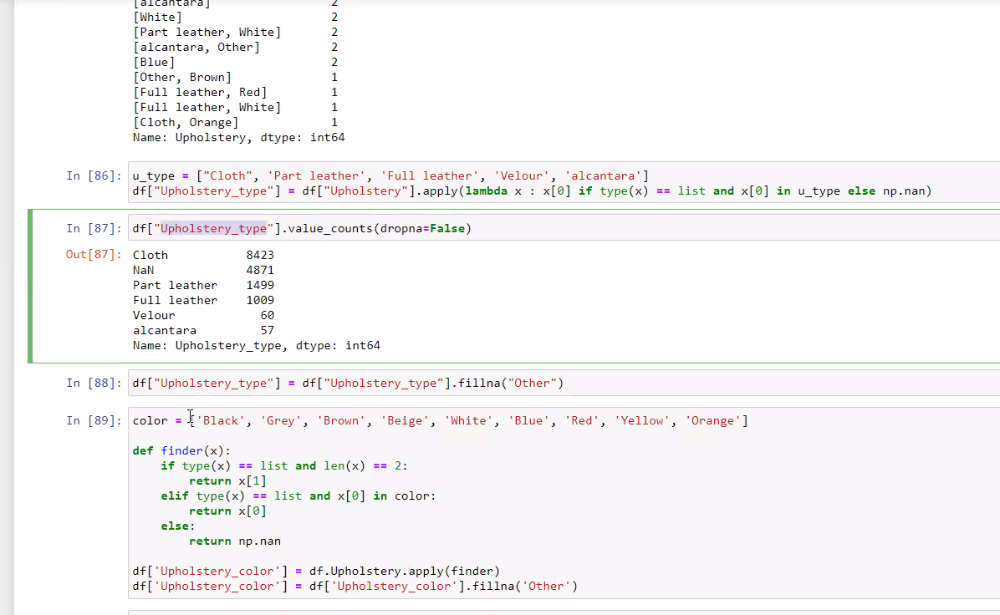 [alcantara]                 2
[White]                     2
[Part leather, White]       2
[alcantara, Other]          2
[Blue]                      2
[Other, Brown]              1
[Full leather, Red]         1
[Full leather, White]       1
[Cloth, Orange]             1
Name: Upholstery, dtype: int64
In [86]: u_type = ["Cloth", 'Part leather', 'Full leather', 'Velour', 'alcantara']
df["Upholstery_type"] = df["Upholstery"].apply(lambda x : x[0] if type(x) == list and x[0] in u_type else np.nan)
In [87]: df["Upholstery_type"].value_counts(dropna=False)
Out[87]: Cloth           8423
NaN             4871
Part leather    1499
Full leather    1009
Velour            60
alcantara         57
Name: Upholstery_type, dtype: int64
In [88]: df["Upholstery_type"] = df["Upholstery_type"].fillna("Other")
In [89]: color = ['Black', 'Grey', 'Brown', 'Beige', 'White', 'Blue', 'Red', 'Yellow', 'Orange']
def finder(x):
    if type(x) == list and len(x) == 2:
        return x[1]
    elif type(x) == list and x[0] in color:
        return x[0]
    else:
        return np.nan
df['Upholstery_color'] = df.Upholstery.apply(finder)
df['Upholstery_color'] = df['Upholstery_color'].fillna('Other')